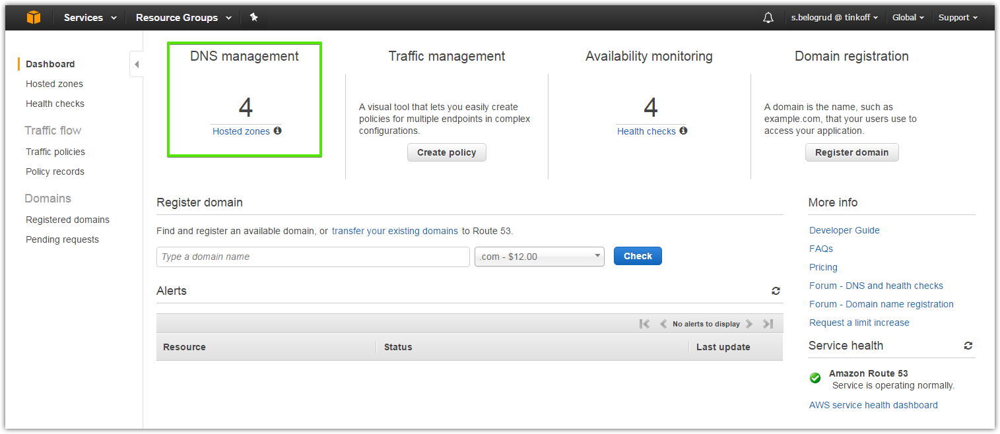 Services
Resource Groups
s.belogrud @ tinkoff
Global
Support
Dashboard
Hosted zones
Health checks
Traffic flow
Traffic policies
Policy records
Domains
Registered domains
Pending requests
DNS management
4
Hosted zones
Traffic management
A visual tool that lets you easily create
policies for multiple endpoints in complex
configurations.
Create policy
Availability monitoring
4
Health checks
Domain registration
A domain is the name, such as
example.com, that your users use to
access your application.
Register domain
Register domain
Find and register an available domain, or transfer your existing domains to Route 53.
Type a domain name
.com - $12.00
Check
Alerts
No alerts to display
Resource
Status
Last update
More info
Developer Guide
FAQs
Pricing
Forum - DNS and health checks
Forum - Domain name registration
Request a limit increase
Service health
Amazon Route 53
Service is operating normally.
AWS service health dashboard